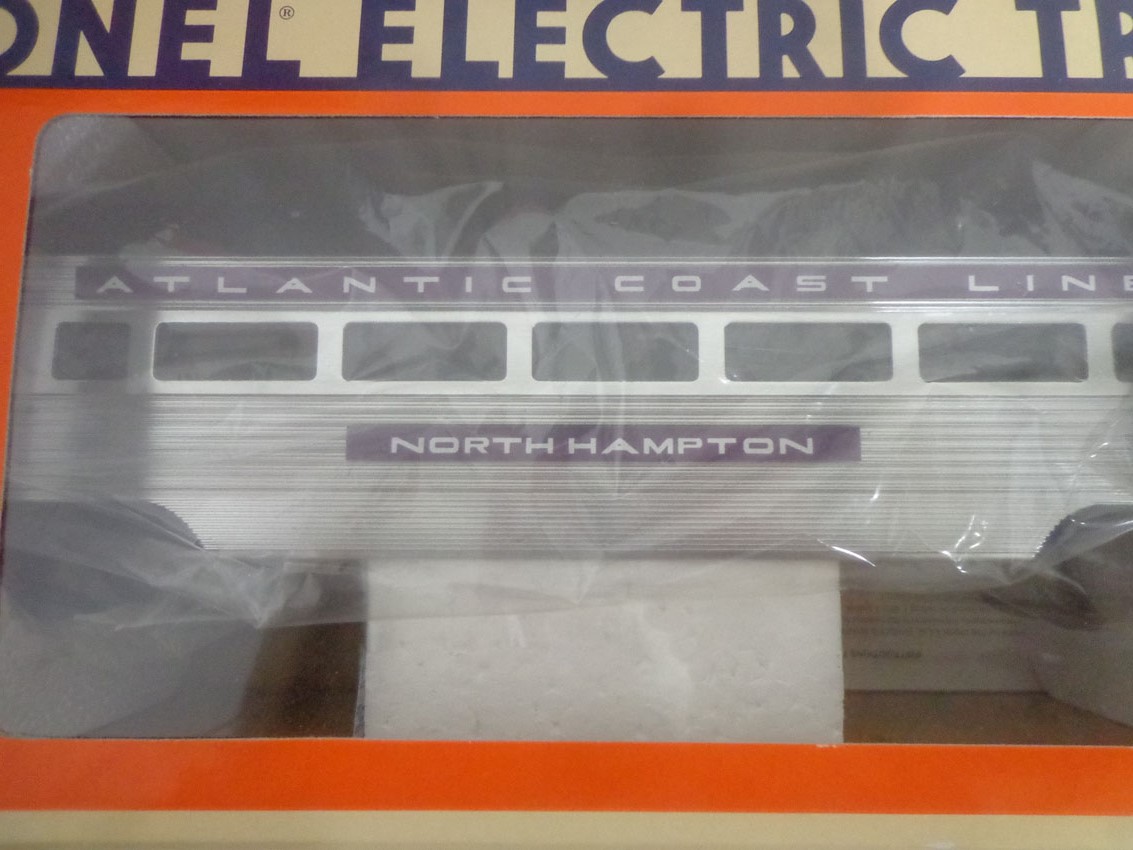 ONEL® ELECTRIC TR
ATLANTIC COAST LINE
NORTH HAMPTON